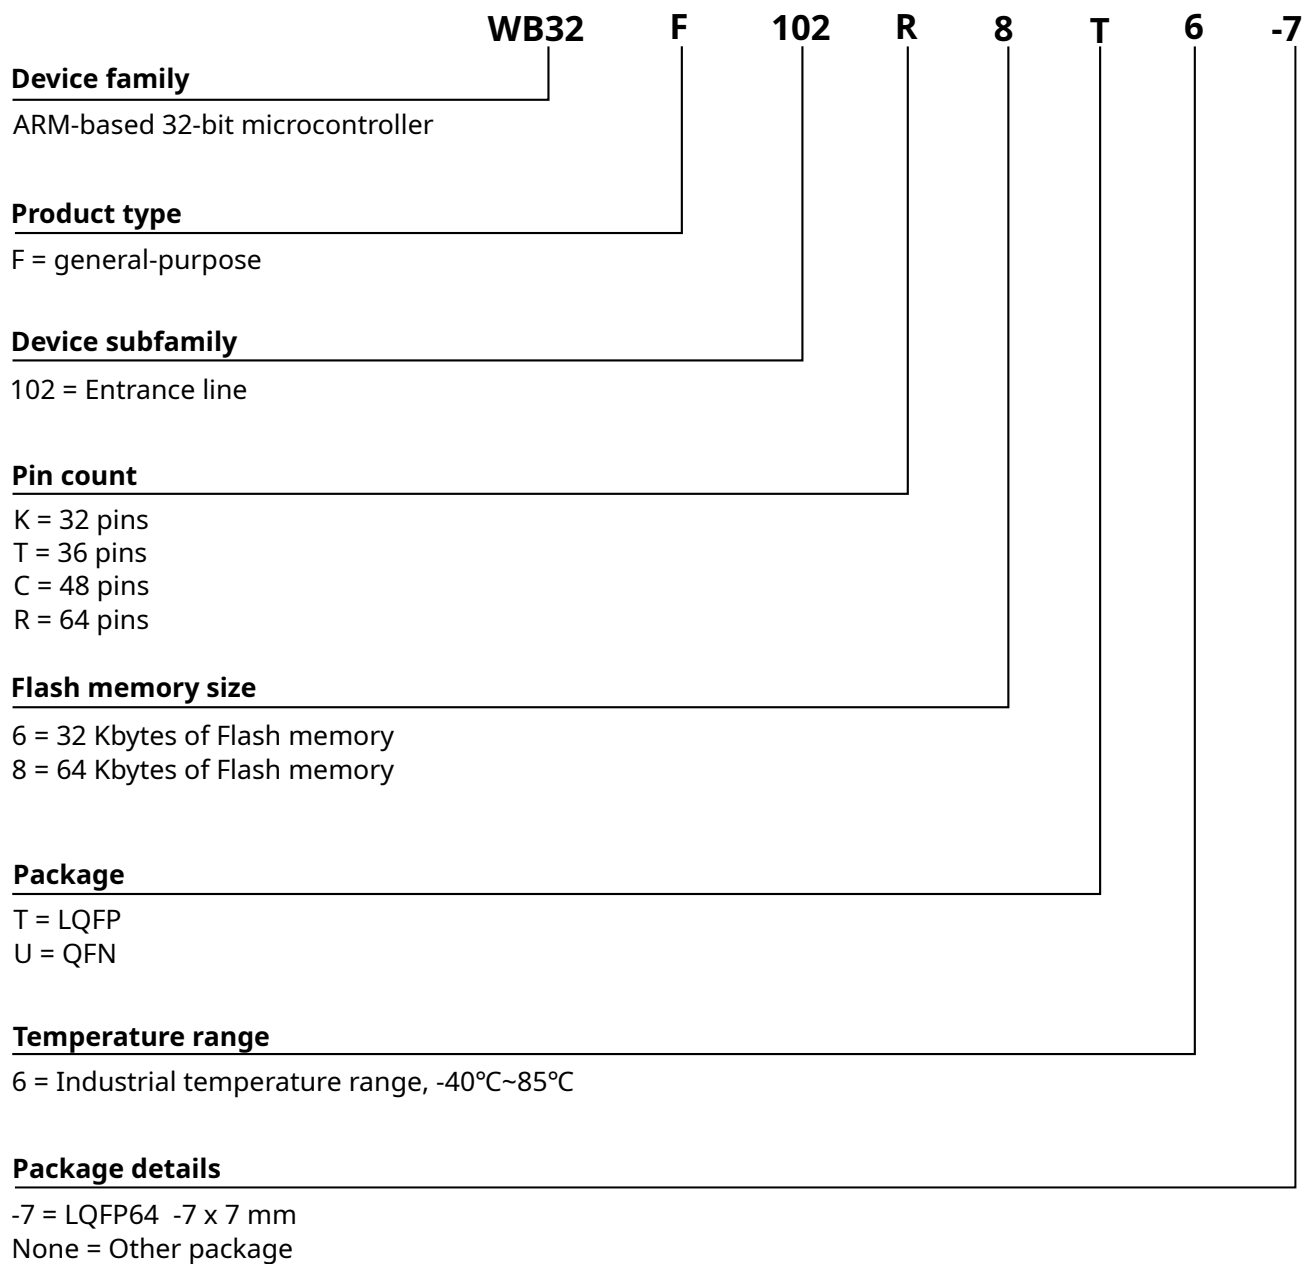 WB32 F 102 R 8 T 6 -7
Device family
ARM-based 32-bit microcontroller
Product type
F = general-purpose
Device subfamily
102 = Entrance line
Pin count
K = 32 pins
T = 36 pins
C = 48 pins
R = 64 pins
Flash memory size
6 = 32 Kbytes of Flash memory
8 = 64 Kbytes of Flash memory
Package
T = LQFP
U = QFN
Temperature range
6 = Industrial temperature range, -40℃~85℃
Package details
-7 = LQFP64  -7 x 7 mm
None = Other package